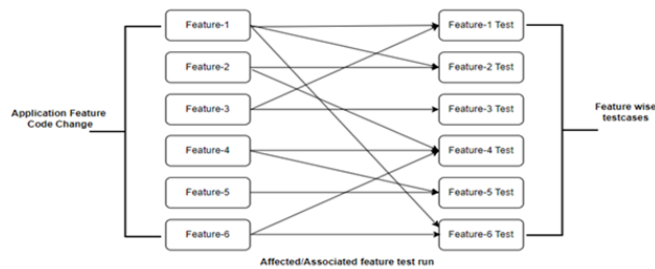 Feature-1
Feature-1 Test
Feature-2
Feature-2 Test
Application Feature
Code Change
Feature-3
Feature-3 Test
Feature wise
testcases
Feature-4
Feature-4 Test
Feature-5
Feature-5 Test
Feature-6
Feature-6 Test
Affected/Associated feature test run